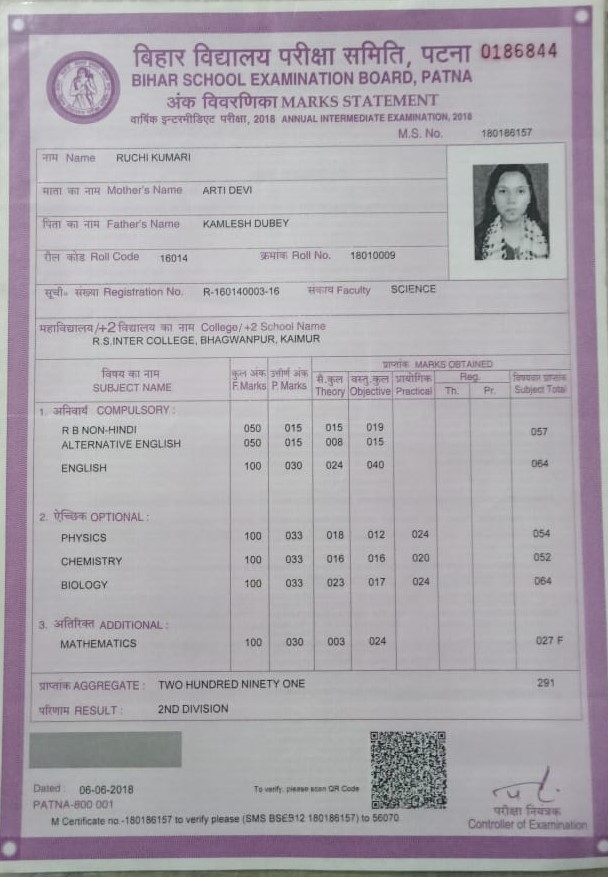 बिहार विद्यालय परीक्षा समिति, पटना 0186844
BIHAR SCHOOL EXAMINATION BOARD, PATNA
अंक विवरणिका MARKS STATEMENT
वार्षिक इन्टरमीडिएट परीक्षा, 2018 ANNUAL INTERMEDIATE EXAMINATION, 2018
M.S. No. 180186157
नाम Name RUCHI KUMARI
माता का नाम Mother's Name ARTI DEVI
पिता का नाम Father's Name KAMLESH DUBEY
रौल कोड Roll Code 16014 क्रमांक Roll No. 18010009
सूची॰ संख्या Registration No. R-160140003-16 संकाय Faculty SCIENCE
महाविद्यालय/+2 विद्यालय का नाम College/+2 School Name
R.S.INTER COLLEGE, BHAGWANPUR, KAIMUR
प्राप्तांक MARKS OBTAINED
विषय का नाम कुल अंक उत्तीर्ण अंक सै.कुल वस्तु.कुल प्रायोगिक Reg. विषयवार प्राप्तांक
SUBJECT NAME F.Marks P.Marks Theory Objective Practical Th. Pr. Subject Total
1. अनिवार्य COMPULSORY :
R B NON-HINDI 050 015 015 019
ALTERNATIVE ENGLISH 050 015 008 015 057
ENGLISH 100 030 024 040 064
2. ऐच्छिक OPTIONAL :
PHYSICS 100 033 018 012 024 054
CHEMISTRY 100 033 016 016 020 052
BIOLOGY 100 033 023 017 024 064
3. अतिरिक्त ADDITIONAL :
MATHEMATICS 100 030 003 024 027 F
प्राप्तांक AGGREGATE : TWO HUNDRED NINETY ONE 291
परिणाम RESULT : 2ND DIVISION
Dated : 06-06-2018 To verify, please scan QR Code
PATNA-800 001
परीक्षा नियंत्रक
M Certificate no.-180186157 to verify please (SMS BSEB12 180186157) to 56070
Controller of Examination